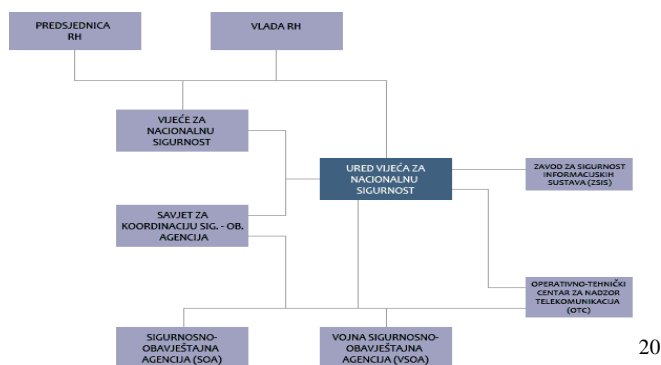 PREDSJEDNICA
RH
VLADA RH
VIJEĆE ZA
NACIONALNU
SIGURNOST
URED VIJEĆA ZA
NACIONALNU
SIGURNOST
ZAVOD ZA SIGURNOST
INFORMACIJSKIH
SUSTAVA (ZSIS)
SAVJET ZA
KOORDINACIJU SIG. - OB.
AGENCIJA
OPERATIVNO-TEHNIČKI
CENTAR ZA NADZOR
TELEKOMUNIKACIJA
(OTC)
SIGURNOSNO-
OBAVJEŠTAJNA
AGENCIJA (SOA)
VOJNA SIGURNOSNO-
OBAVJEŠTAJNA
AGENCIJA (VSOA)
20